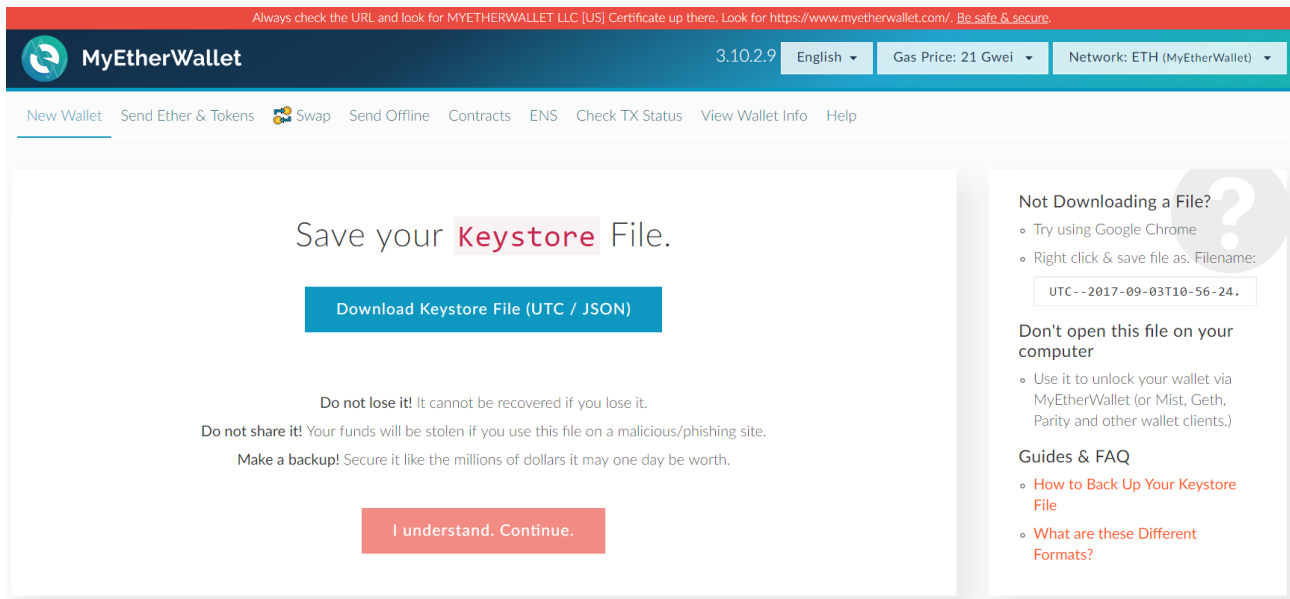 Always check the URL and look for MYETHERWALLET LLC [US] Certificate up there. Look for https://www.myetherwallet.com/. Be safe & secure.
MyEtherWallet
3.10.2.9 English Gas Price: 21 Gwei Network: ETH (MyEtherWallet)
New Wallet Send Ether & Tokens Swap Send Offline Contracts ENS Check TX Status View Wallet Info Help
Save your Keystore File.
Download Keystore File (UTC / JSON)
Do not lose it! It cannot be recovered if you lose it.
Do not share it! Your funds will be stolen if you use this file on a malicious/phishing site.
Make a backup! Secure it like the millions of dollars it may one day be worth.
I understand. Continue.
Not Downloading a File?
Try using Google Chrome
Right click & save file as. Filename:
UTC--2017-09-03T10-56-24.
Don't open this file on your
computer
Use it to unlock your wallet via
MyEtherWallet (or Mist, Geth,
Parity and other wallet clients.)
Guides & FAQ
How to Back Up Your Keystore
File
What are these Different
Formats?